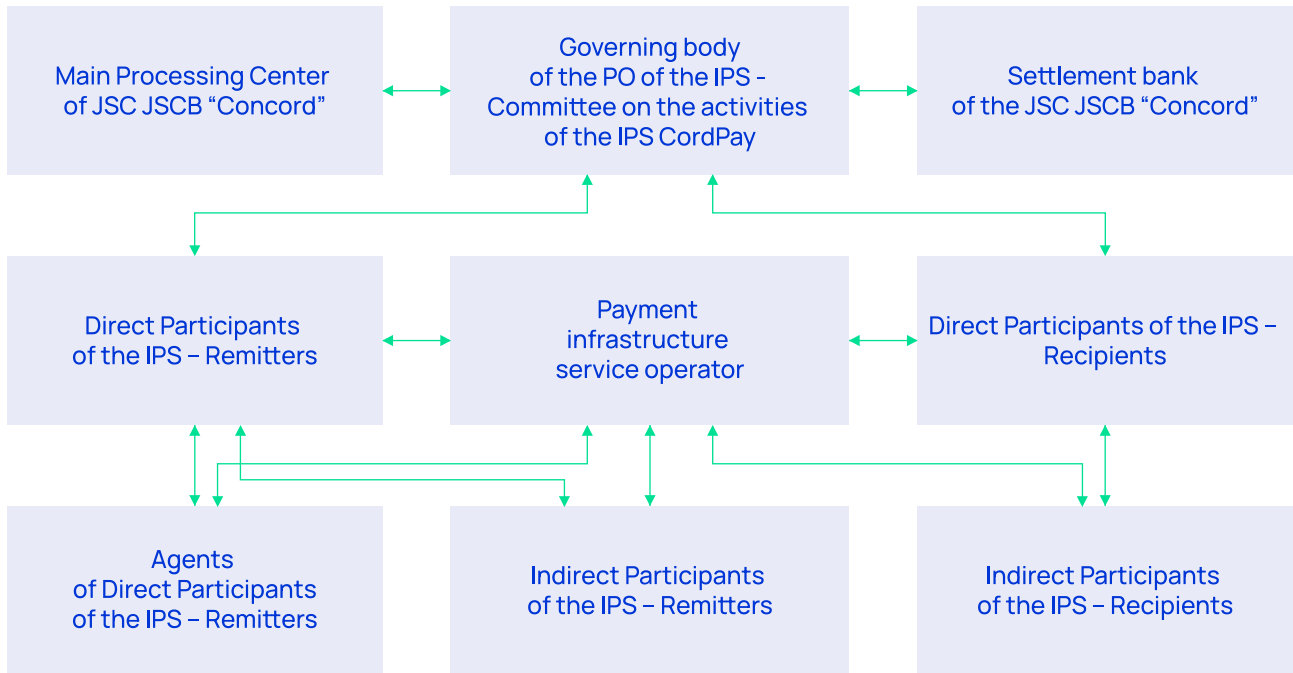 Main Processing Center
of JSC JSCB “Concord”
Governing body
of the PO of the IPS -
Committee on the activities
of the IPS CordPay
Settlement bank
of the JSC JSCB “Concord”
Direct Participants
of the IPS – Remitters
Payment
infrastructure
service operator
Direct Participants of the IPS –
Recipients
Agents
of Direct Participants
of the IPS – Remitters
Indirect Participants
of the IPS – Remitters
Indirect Participants
of the IPS – Recipients